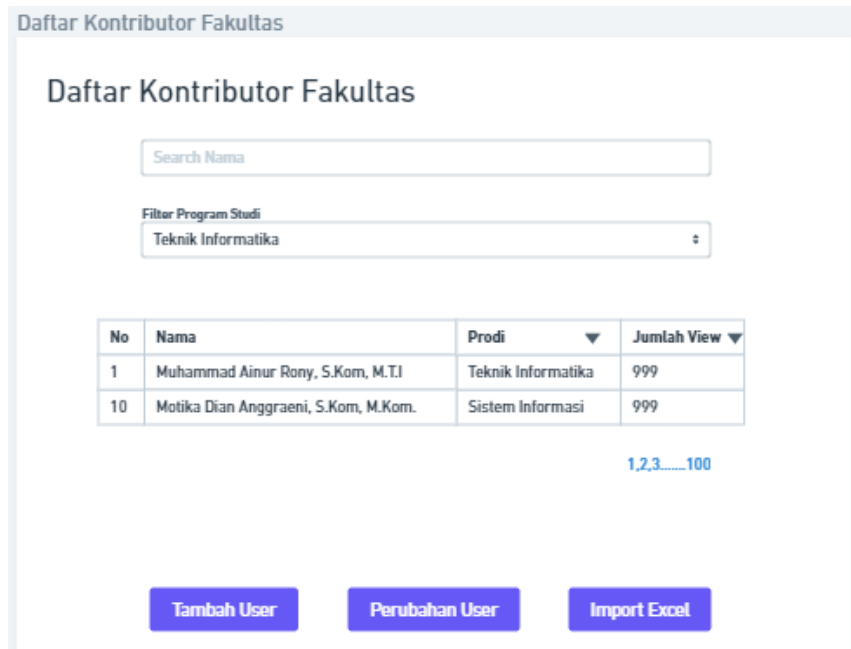 Daftar Kontributor Fakultas
Daftar Kontributor Fakultas
Search Nama
Filter Program Studi
Teknik Informatika
No Nama Prodi Jumlah View
1 Muhammad Ainur Rony, S.Kom, M.T.I Teknik Informatika 999
10 Motika Dian Anggraeni, S.Kom, M.Kom. Sistem Informasi 999
1,2,3.......100
Tambah User Perubahan User Import Excel